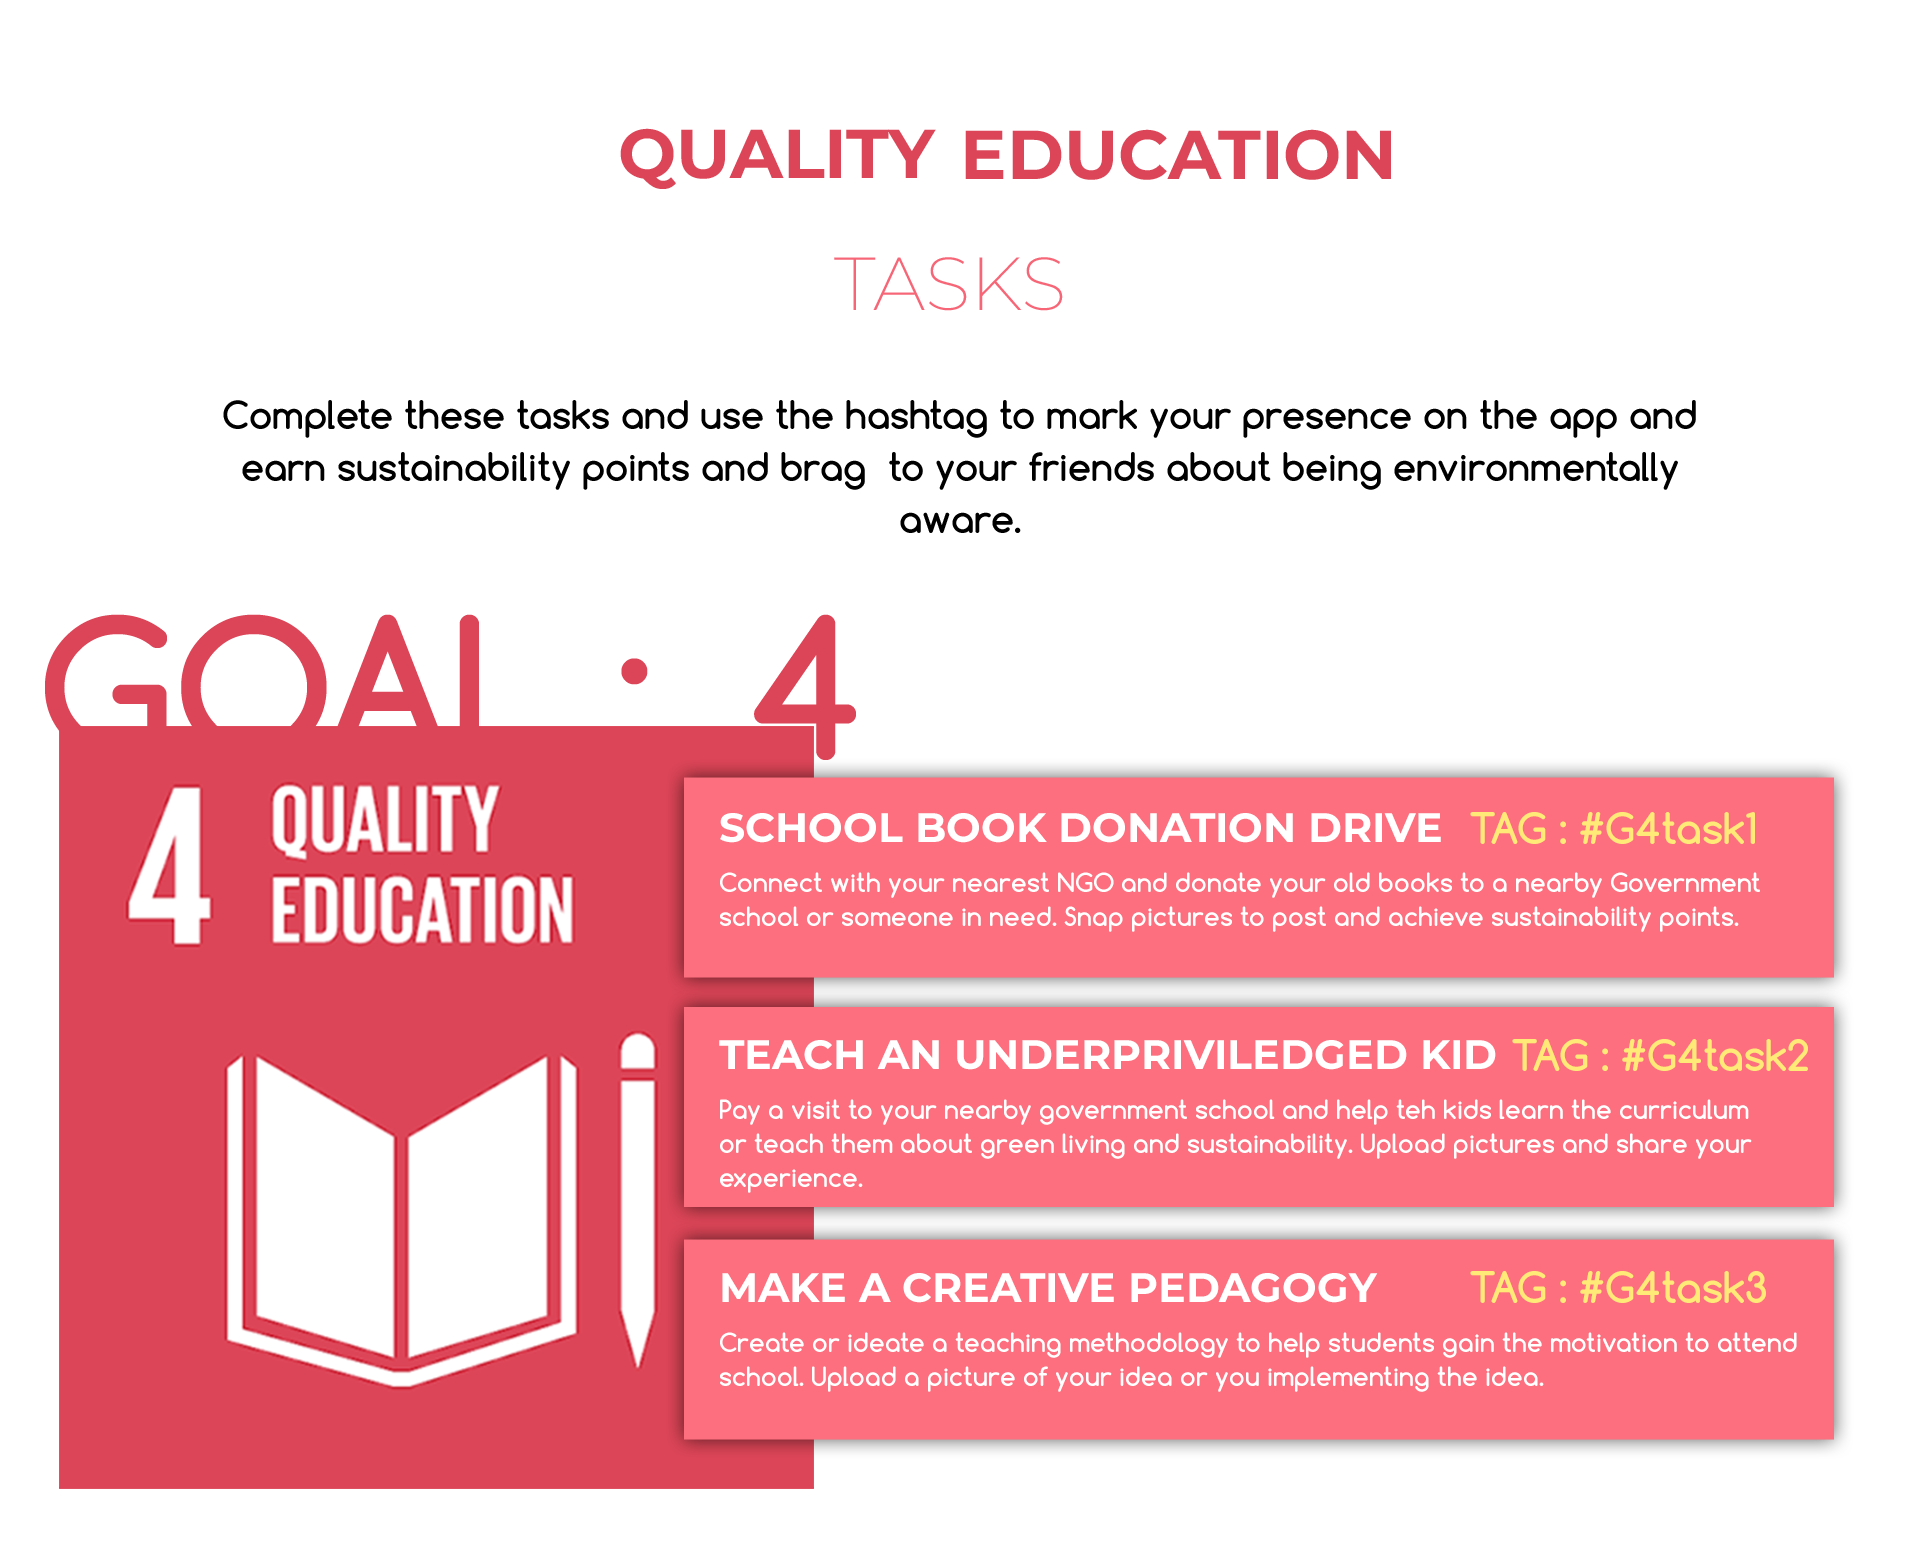 QUALITY EDUCATION
TASKS
Complete these tasks and use the hashtag to mark your presence on the app and
earn sustainability points and brag to your friends about being environmentally
aware.
GOAL : 4
4 QUALITY
EDUCATION
SCHOOL BOOK DONATION DRIVE TAG : #G4task1
Connect with your nearest NGO and donate your old books to a nearby Government
school or someone in need. Snap pictures to post and achieve sustainability points.
TEACH AN UNDERPRIVILEDGED KID TAG : #G4task2
Pay a visit to your nearby government school and help teh kids learn the curriculum
or teach them about green living and sustainability. Upload pictures and share your
experience.
MAKE A CREATIVE PEDAGOGY TAG : #G4task3
Create or ideate a teaching methodology to help students gain the motivation to attend
school. Upload a picture of your idea or you implementing the idea.